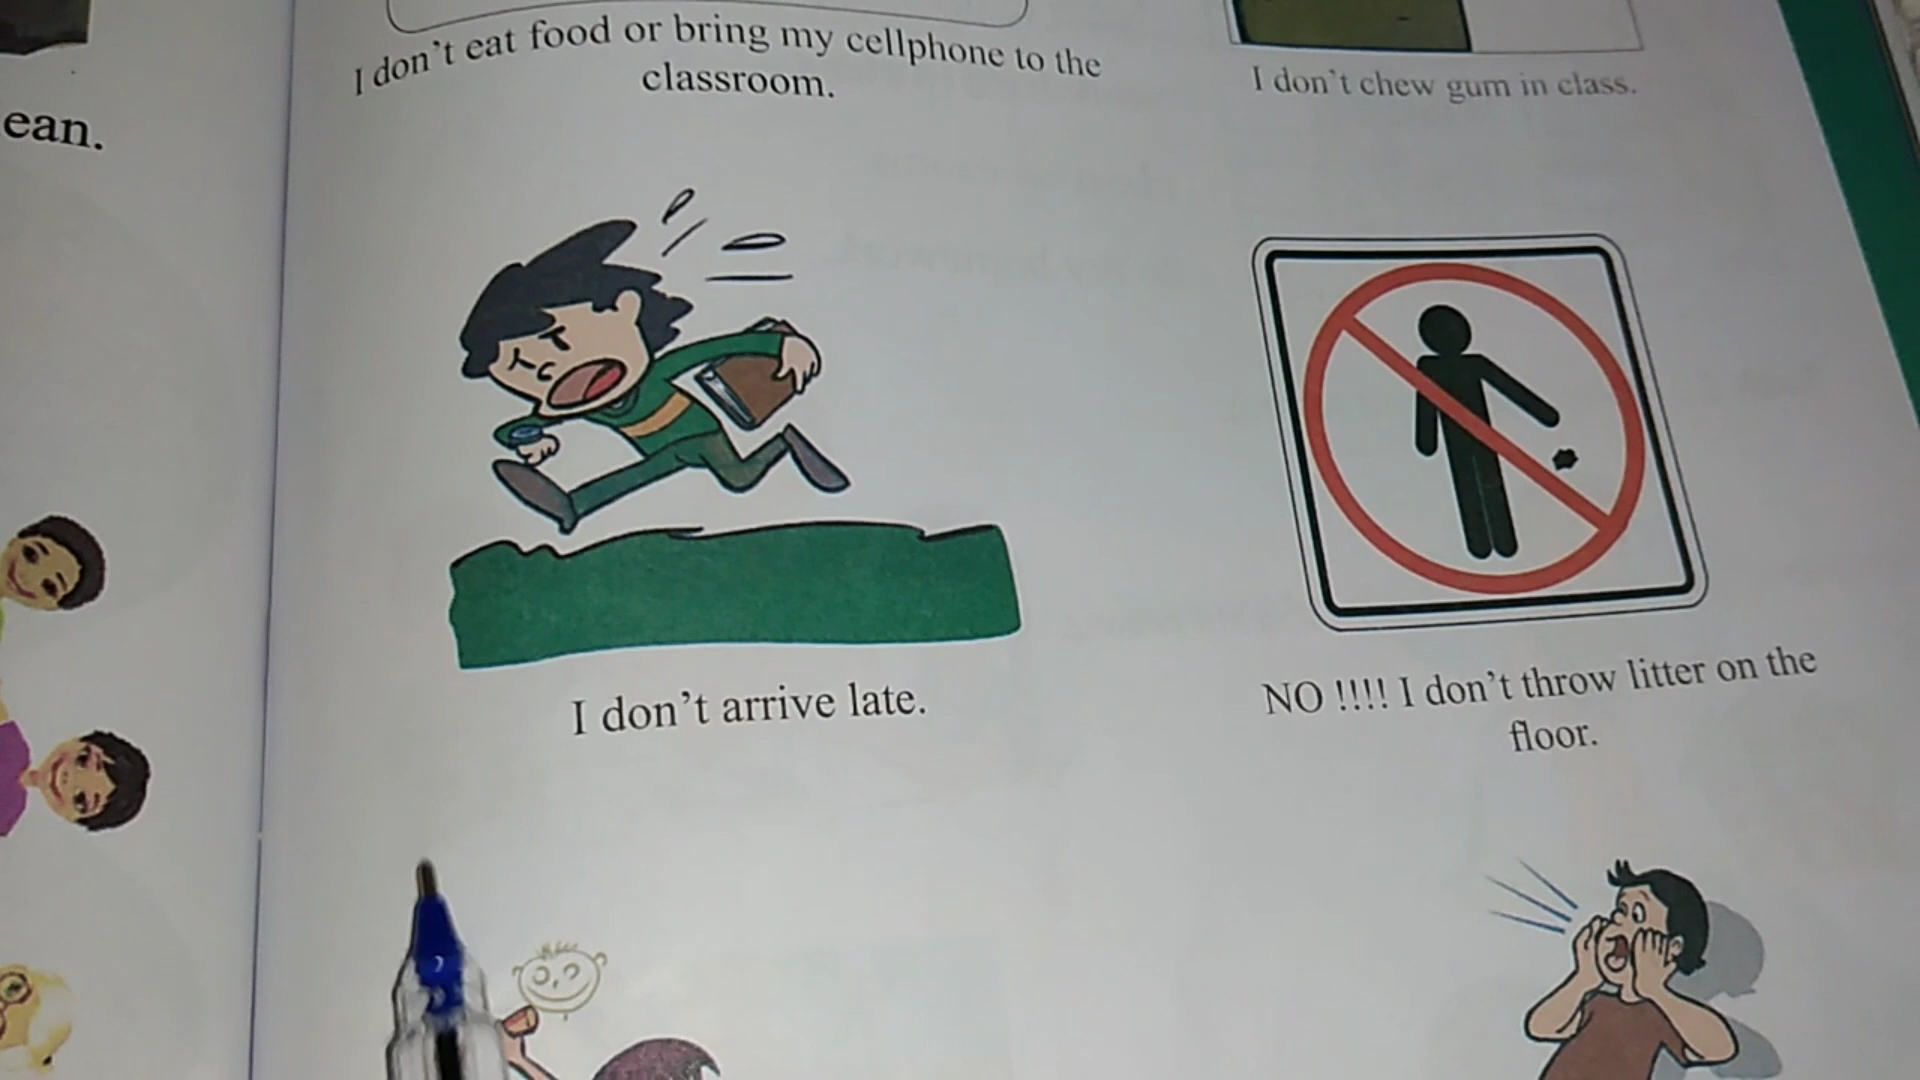 I don't eat food or bring my cellphone to the
classroom.
I don't chew gum in class.
ean.
I don't arrive late.
NO !!!! I don't throw litter on the
floor.